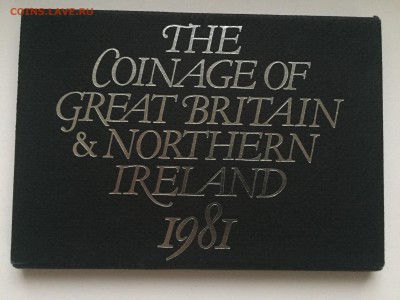 COINS.LAVE.RU
THE
COINAGE OF
GREAT BRITAIN
& NORTHERN
IRELAND
1981